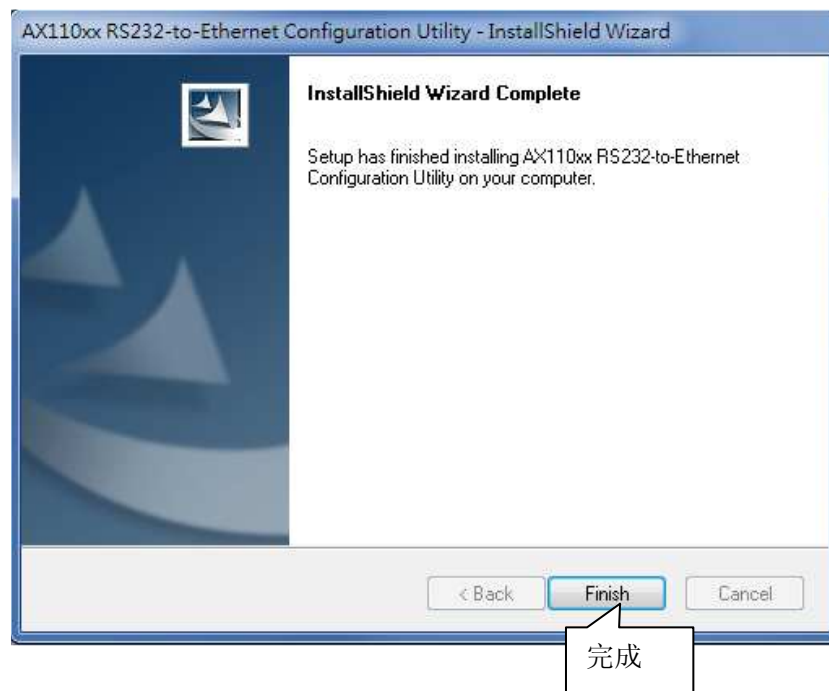 AX110xx RS232-to-Ethernet Configuration Utility - InstallShield Wizard
InstallShield Wizard Complete
Setup has finished installing AX110xx RS232-to-Ethernet
Configuration Utility on your computer.
< Back
Finish
Cancel
完成